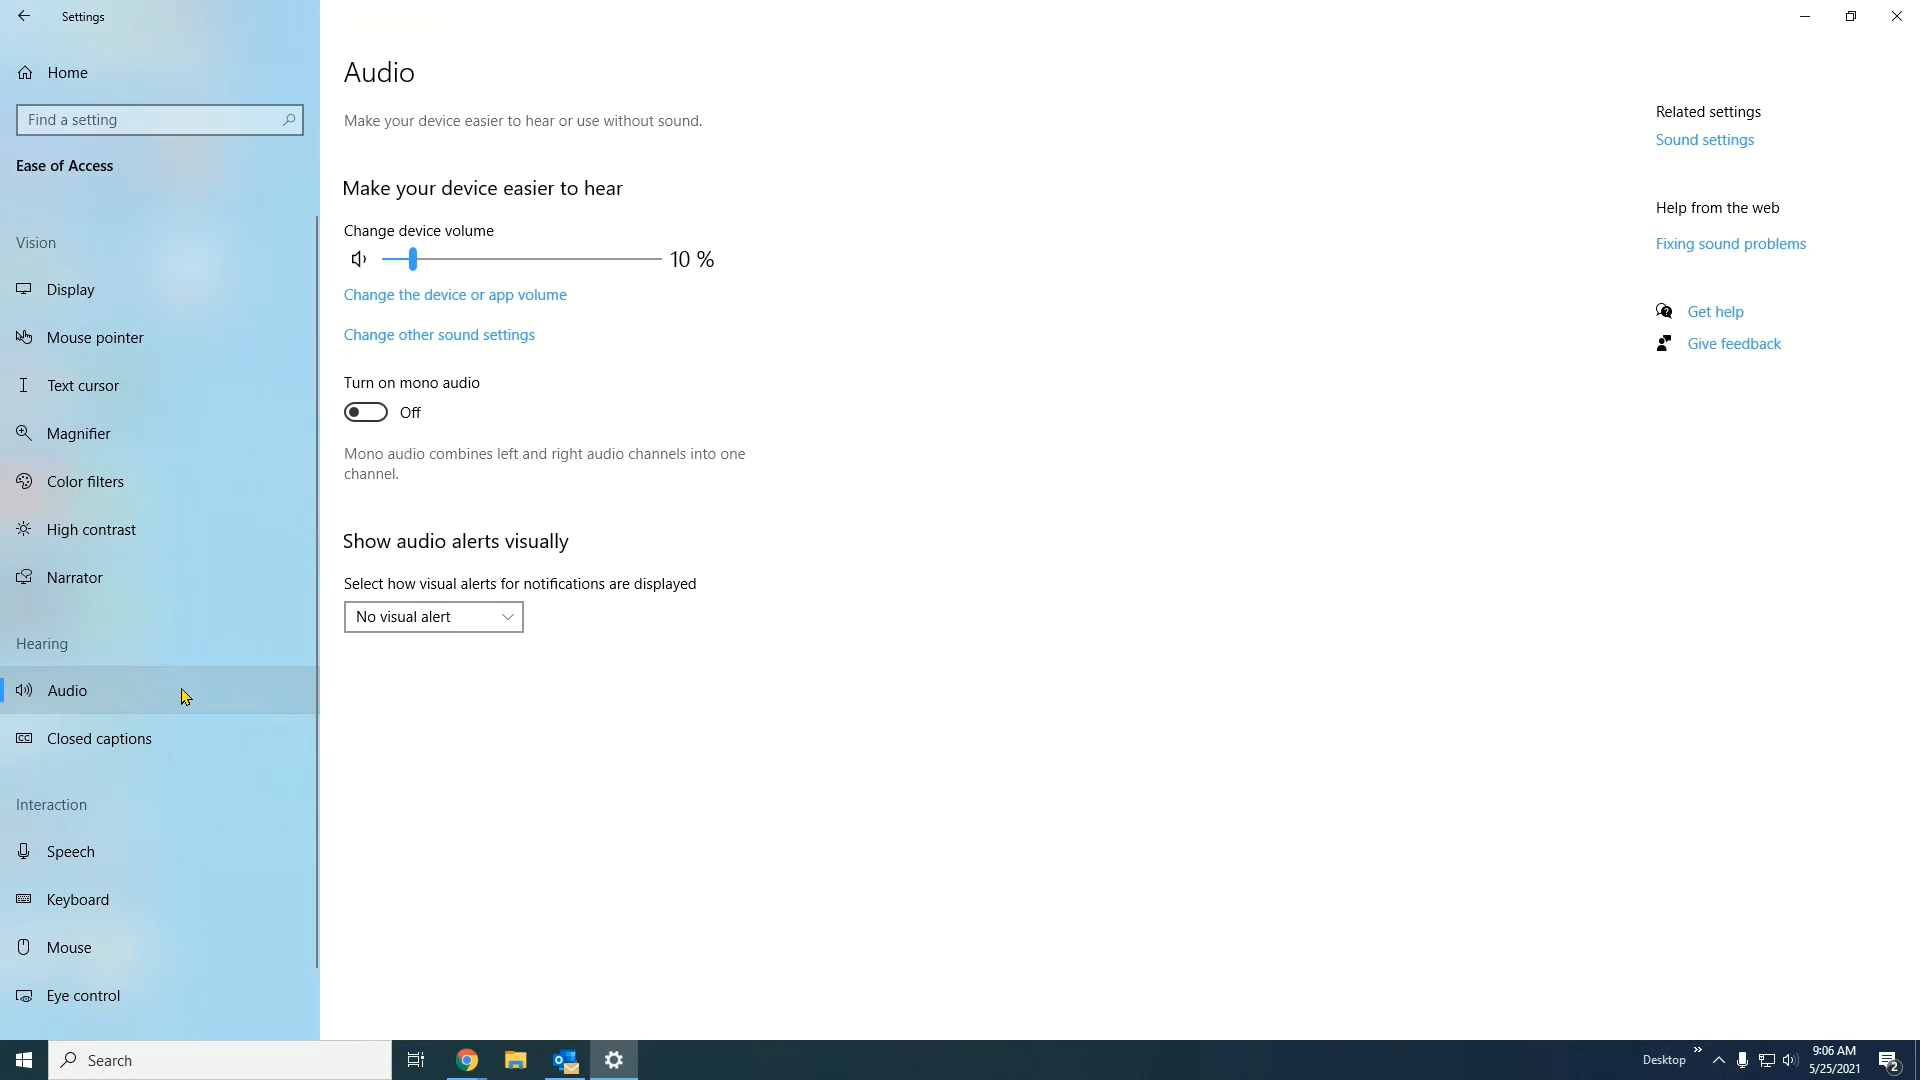 Settings
Home
Find a setting
Ease of Access
Vision
Display
Mouse pointer
Text cursor
Magnifier
Color filters
High contrast
Narrator
Hearing
Audio
Closed captions
Interaction
Speech
Keyboard
Mouse
Eye control
Audio
Make your device easier to hear or use without sound.
Make your device easier to hear
Change device volume
10 %
Change the device or app volume
Change other sound settings
Turn on mono audio
Off
Mono audio combines left and right audio channels into one
channel.
Show audio alerts visually
Select how visual alerts for notifications are displayed
No visual alert
Related settings
Sound settings
Help from the web
Fixing sound problems
Get help
Give feedback
Search
Desktop
9:06 AM
5/25/2021
2